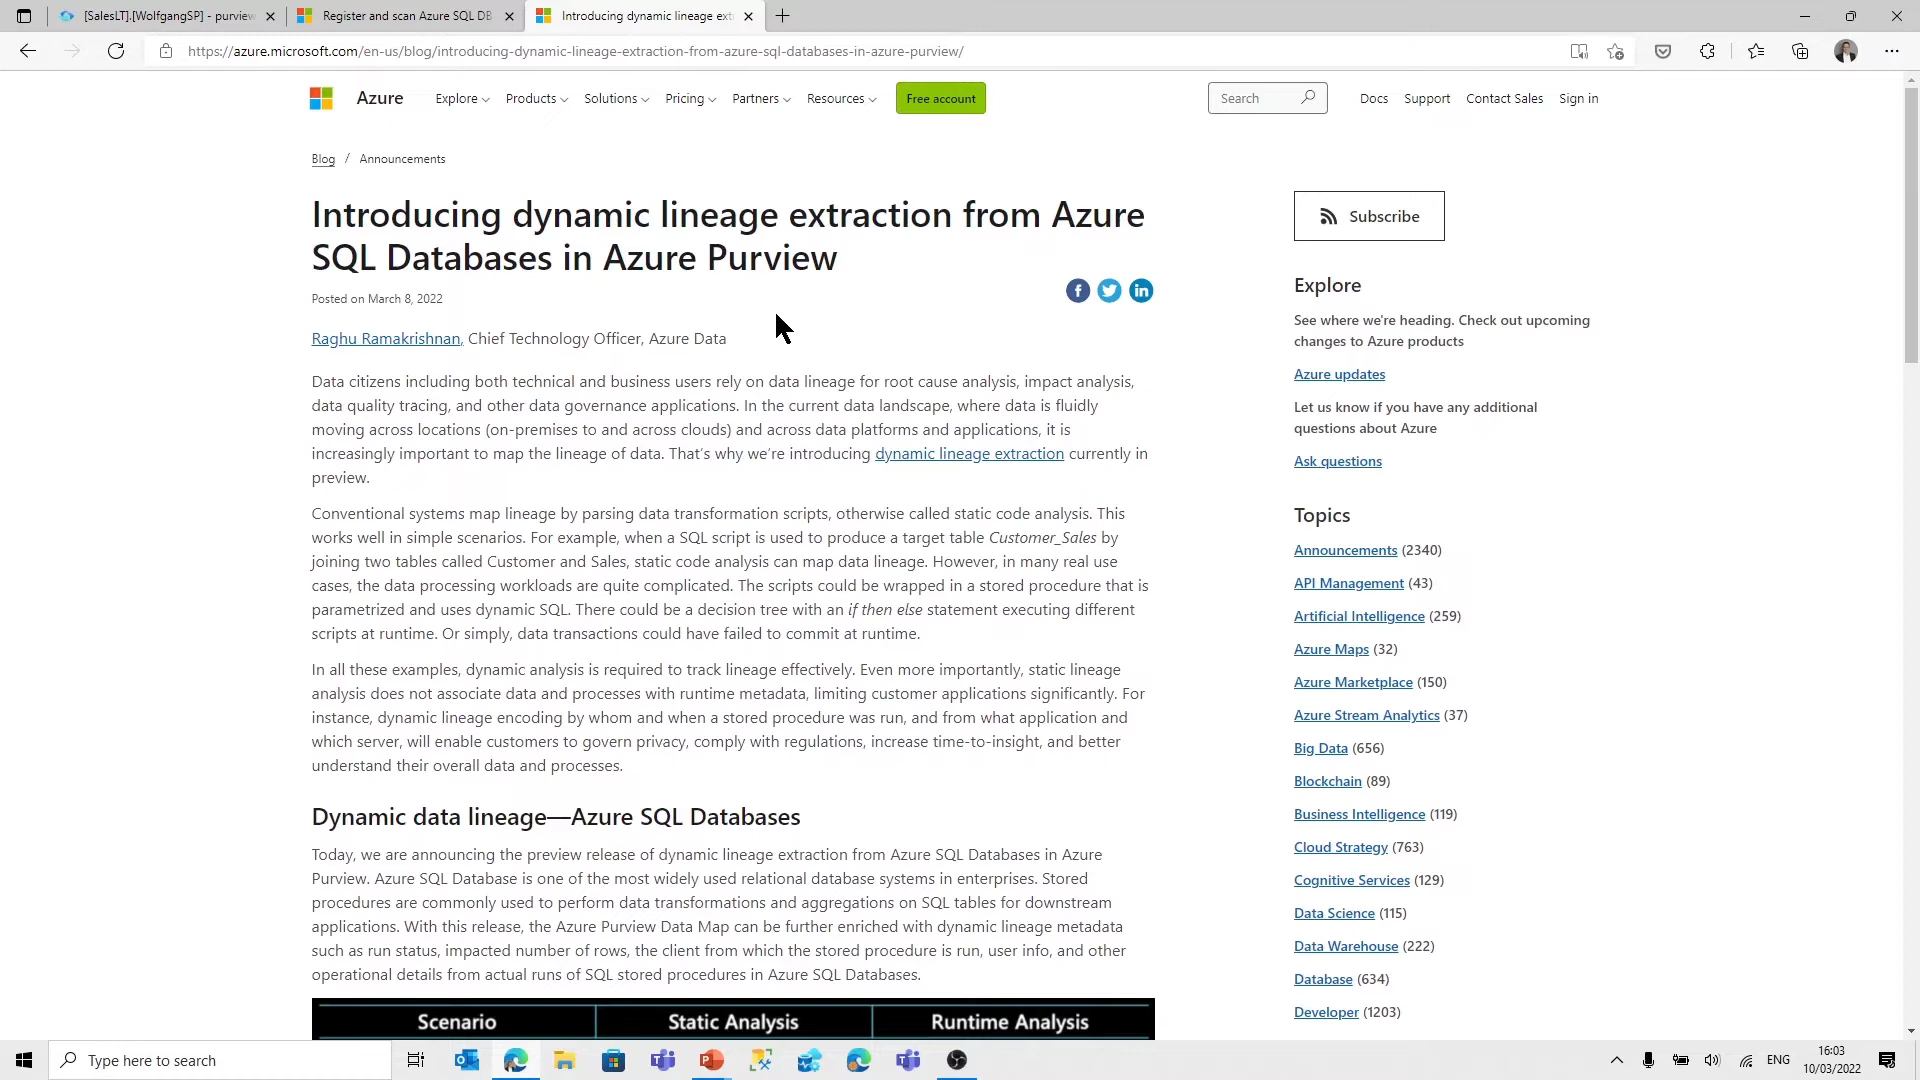 [SalesLT].[WolfgangSP] - purview
Register and scan Azure SQL DB
Introducing dynamic lineage ext
https://azure.microsoft.com/en-us/blog/introducing-dynamic-lineage-extraction-from-azure-sql-databases-in-azure-purview/
Azure Explore Products Solutions Pricing Partners Resources Free account Search Docs Support Contact Sales Sign in
Blog / Announcements
Introducing dynamic lineage extraction from Azure
SQL Databases in Azure Purview
Posted on March 8, 2022
Raghu Ramakrishnan, Chief Technology Officer, Azure Data
Data citizens including both technical and business users rely on data lineage for root cause analysis, impact analysis,
data quality tracing, and other data governance applications. In the current data landscape, where data is fluidly
moving across locations (on-premises to and across clouds) and across data platforms and applications, it is
increasingly important to map the lineage of data. That's why we're introducing dynamic lineage extraction currently in
preview.
Conventional systems map lineage by parsing data transformation scripts, otherwise called static code analysis. This
works well in simple scenarios. For example, when a SQL script is used to produce a target table Customer_Sales by
joining two tables called Customer and Sales, static code analysis can map data lineage. However, in many real use
cases, the data processing workloads are quite complicated. The scripts could be wrapped in a stored procedure that is
parametrized and uses dynamic SQL. There could be a decision tree with an if then else statement executing different
scripts at runtime. Or simply, data transactions could have failed to commit at runtime.
In all these examples, dynamic analysis is required to track lineage effectively. Even more importantly, static lineage
analysis does not associate data and processes with runtime metadata, limiting customer applications significantly. For
instance, dynamic lineage encoding by whom and when a stored procedure was run, and from what application and
which server, will enable customers to govern privacy, comply with regulations, increase time-to-insight, and better
understand their overall data and processes.
Dynamic data lineage—Azure SQL Databases
Today, we are announcing the preview release of dynamic lineage extraction from Azure SQL Databases in Azure
Purview. Azure SQL Database is one of the most widely used relational database systems in enterprises. Stored
procedures are commonly used to perform data transformations and aggregations on SQL tables for downstream
applications. With this release, the Azure Purview Data Map can be further enriched with dynamic lineage metadata
such as run status, impacted number of rows, the client from which the stored procedure is run, user info, and other
operational details from actual runs of SQL stored procedures in Azure SQL Databases.
Scenario Static Analysis Runtime Analysis
Subscribe
Explore
See where we're heading. Check out upcoming
changes to Azure products
Azure updates
Let us know if you have any additional
questions about Azure
Ask questions
Topics
Announcements (2340)
API Management (43)
Artificial Intelligence (259)
Azure Maps (32)
Azure Marketplace (150)
Azure Stream Analytics (37)
Big Data (656)
Blockchain (89)
Business Intelligence (119)
Cloud Strategy (763)
Cognitive Services (129)
Data Science (115)
Data Warehouse (222)
Database (634)
Developer (1203)
Type here to search
ENG
16:03
10/03/2022